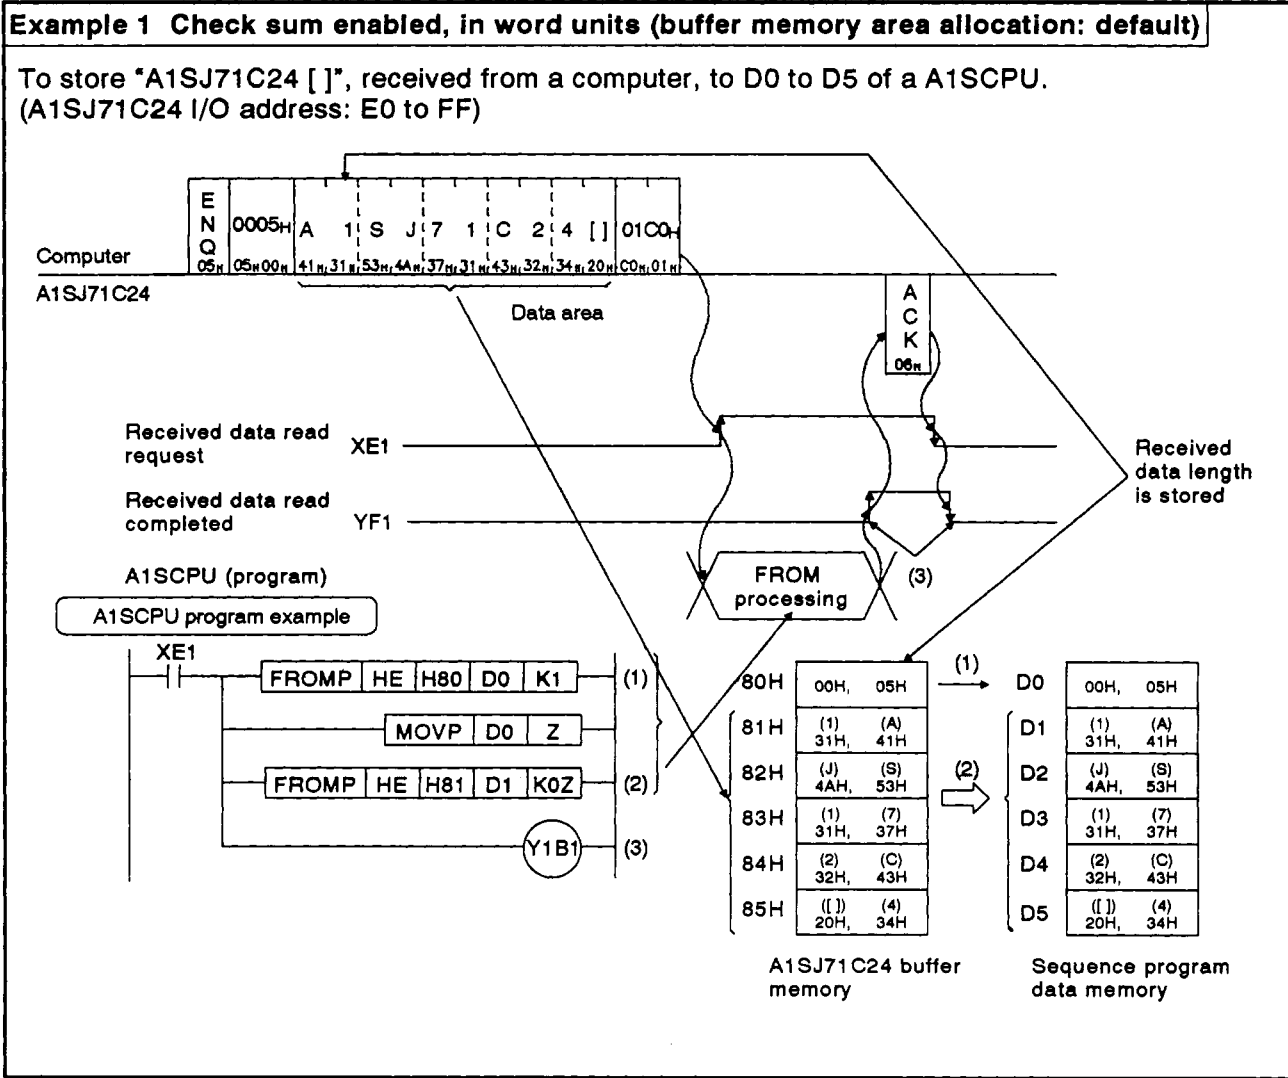 Example 1 Check sum enabled, in word units (buffer memory area allocation: default)
To store "A1SJ71C24 [ ]", received from a computer, to D0 to D5 of a A1SCPU.
(A1SJ71C24 I/O address: E0 to FF)
ENQ 0005H A 1 S J 7 1 C 2 4 [ ] 01C0H
Computer 05H 05H 00H 41H, 31H 53H, 4AH 37H, 31H 43H, 32H 34H, 20H C0H, 01H
A1SJ71C24
Data area
ACK
06H
Received data read
request
XE1
Received
data length
is stored
Received data read
completed
YF1
A1SCPU (program)
FROM
processing
(3)
A1SCPU program example
XE1
FROMP HE H80 D0 K1 (1)
MOVP D0 Z
FROMP HE H81 D1 K0Z (2)
Y1B1 (3)
80H 00H, 05H (1) D0 00H, 05H
81H (1) (A) D1 (1) (A)
31H, 41H 31H, 41H
82H (J) (S) (2) D2 (J) (S)
4AH, 53H 4AH, 53H
83H (1) (7) D3 (1) (7)
31H, 37H 31H, 37H
84H (2) (C) D4 (2) (C)
32H, 43H 32H, 43H
85H ([ ]) (4) D5 ([ ]) (4)
20H, 34H 20H, 34H
A1SJ71C24 buffer
memory
Sequence program
data memory